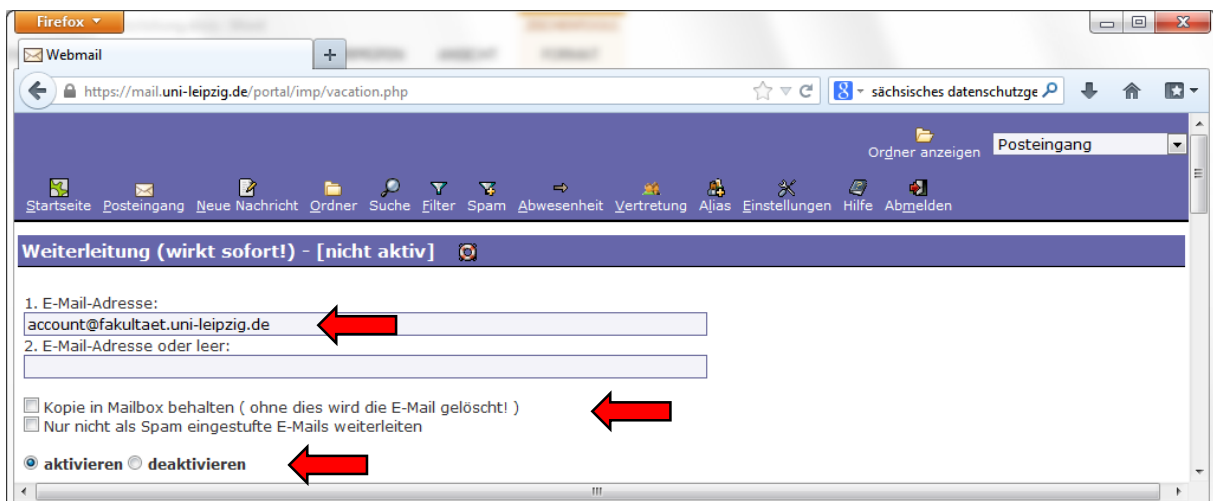 Firefox
Webmail
https://mail.uni-leipzig.de/portal/imp/vacation.php
sächsisches datenschutzge
Ordner anzeigen
Posteingang
Startseite Posteingang Neue Nachricht Ordner Suche Filter Spam Abwesenheit Vertretung Alias Einstellungen Hilfe Abmelden
Weiterleitung (wirkt sofort!) - [nicht aktiv]
1. E-Mail-Adresse:
account@fakultaet.uni-leipzig.de
2. E-Mail-Adresse oder leer:
Kopie in Mailbox behalten ( ohne dies wird die E-Mail gelöscht! )
Nur nicht als Spam eingestufte E-Mails weiterleiten
aktivieren deaktivieren